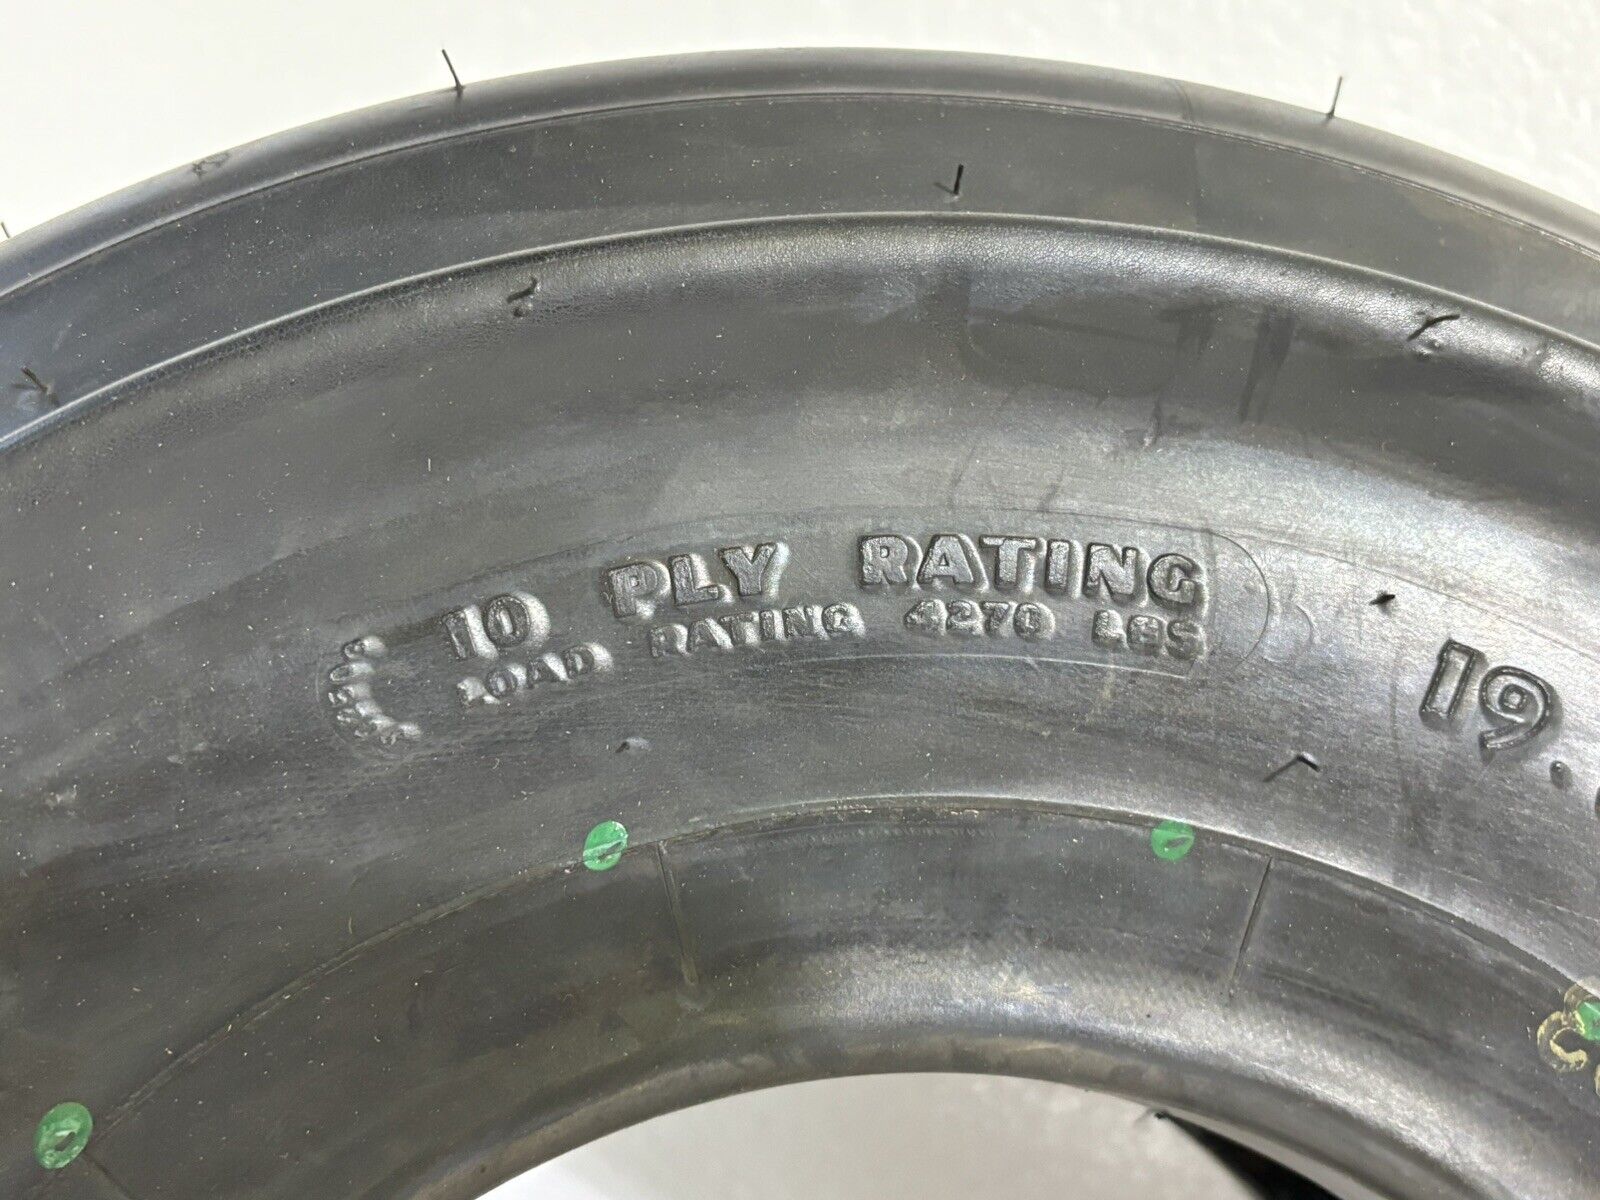 10 PLY RATING
LOAD RATING 4270 LBS
19.